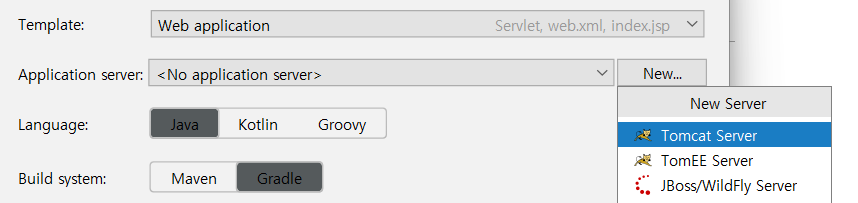 Template: Web application Servlet, web.xml, index.jsp
Application server: <No application server> New...
New Server
Language: Java Kotlin Groovy
Tomcat Server
TomEE Server
Build system: Maven Gradle
JBoss/WildFly Server